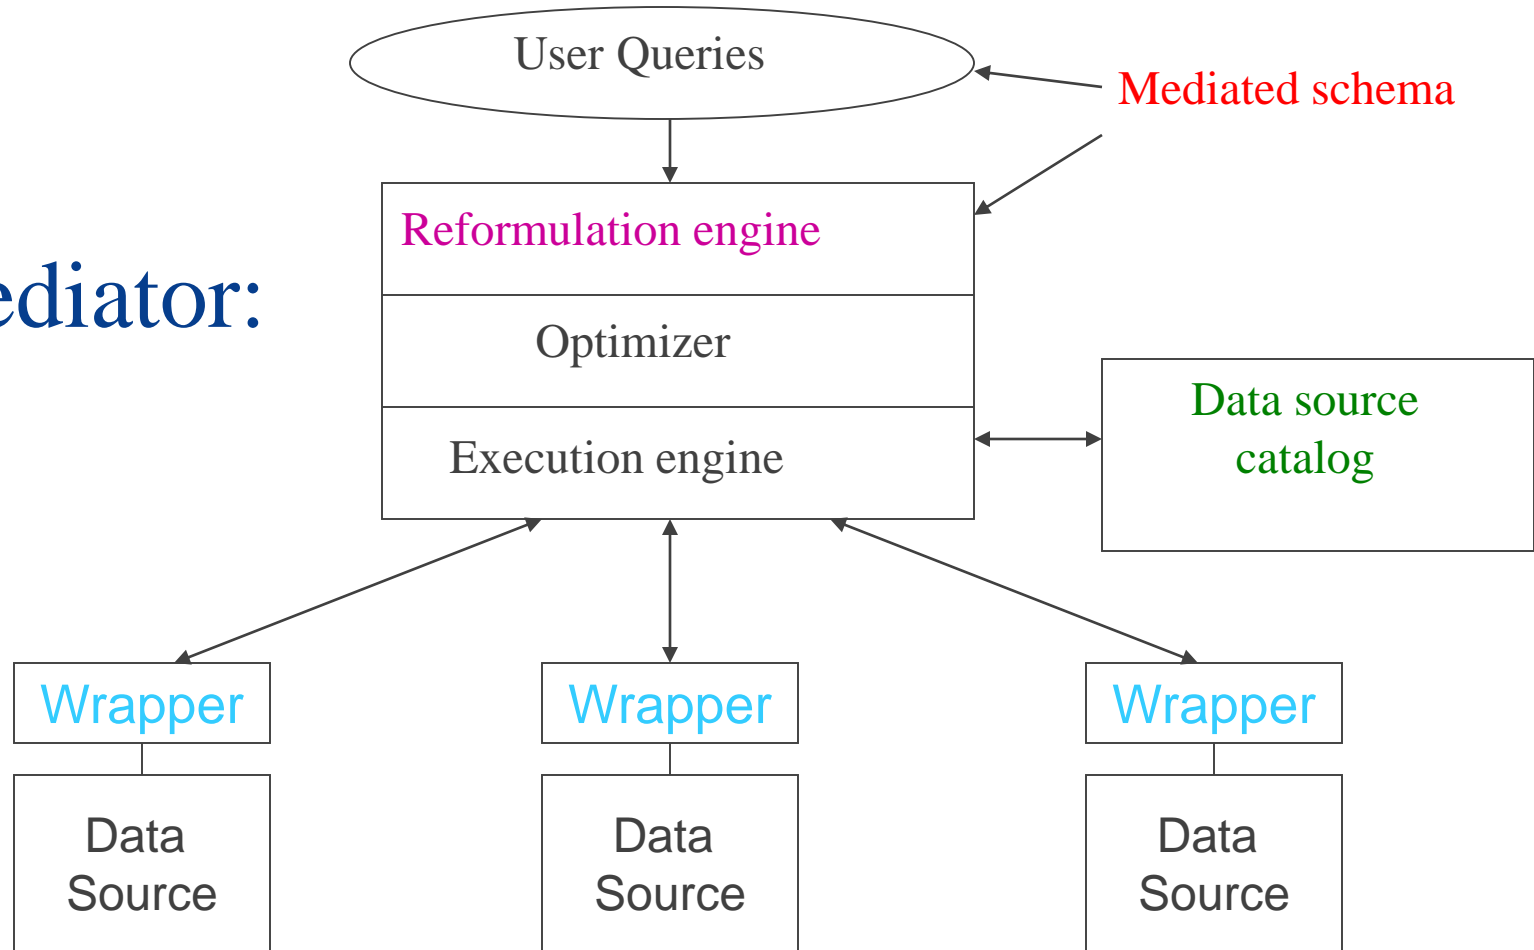 User Queries
Mediated schema
Reformulation engine
ediator:
Optimizer
Data source
catalog
Execution engine
Wrapper
Wrapper
Wrapper
Data
Source
Data
Source
Data
Source